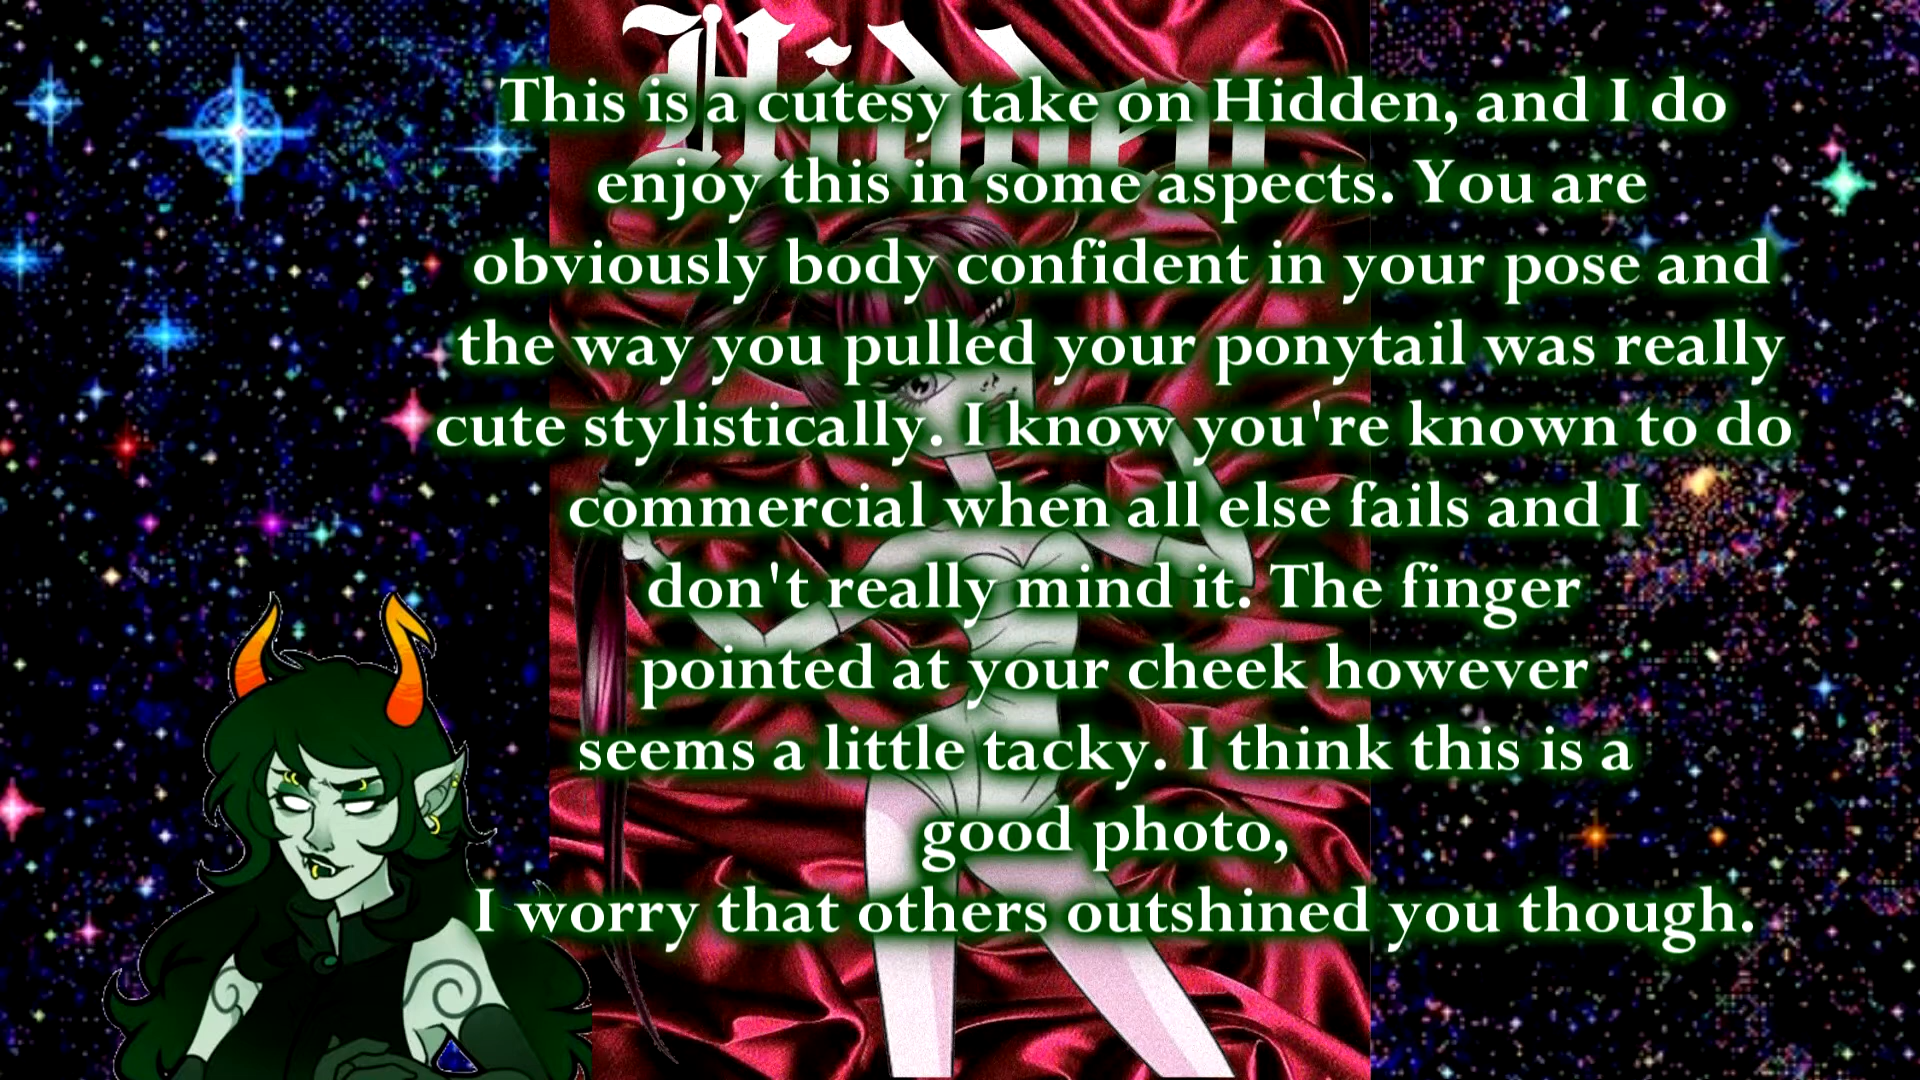 Hidden
This is a cutesy take on Hidden, and I do
enjoy this in some aspects. You are
obviously body confident in your pose and
the way you pulled your ponytail was really
cute stylistically. I know you're known to do
commercial when all else fails and I
don't really mind it. The finger
pointed at your cheek however
seems a little tacky. I think this is a
good photo,
I worry that others outshined you though.